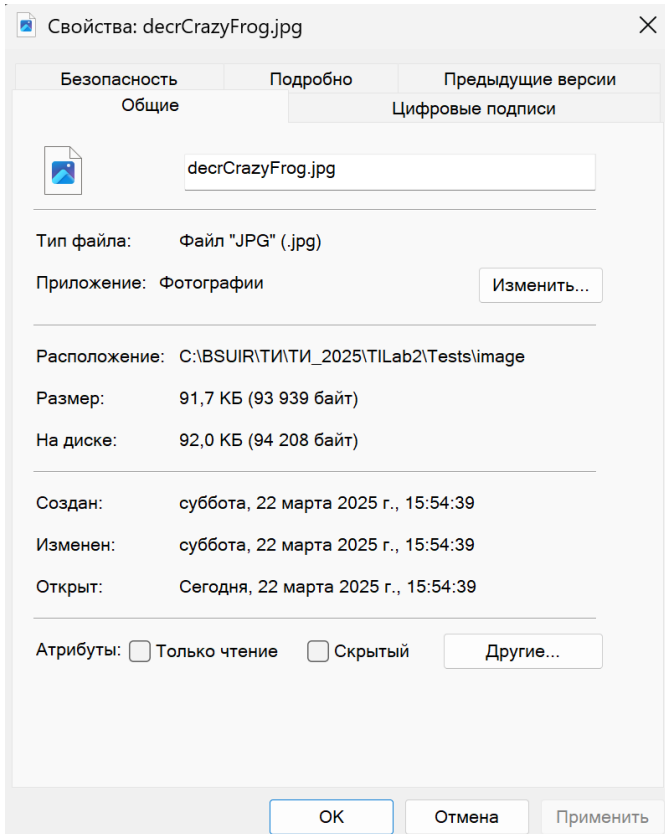 Свойства: decrCrazyFrog.jpg
Безопасность Подробно Предыдущие версии
Общие Цифровые подписи
decrCrazyFrog.jpg
Тип файла: Файл "JPG" (.jpg)
Приложение: Фотографии Изменить...
Расположение: C:\BSUIR\ТИ\ТИ_2025\TILab2\Tests\image
Размер: 91,7 КБ (93 939 байт)
На диске: 92,0 КБ (94 208 байт)
Создан: суббота, 22 марта 2025 г., 15:54:39
Изменен: суббота, 22 марта 2025 г., 15:54:39
Открыт: Сегодня, 22 марта 2025 г., 15:54:39
Атрибуты: Только чтение Скрытый Другие...
ОК Отмена Применить